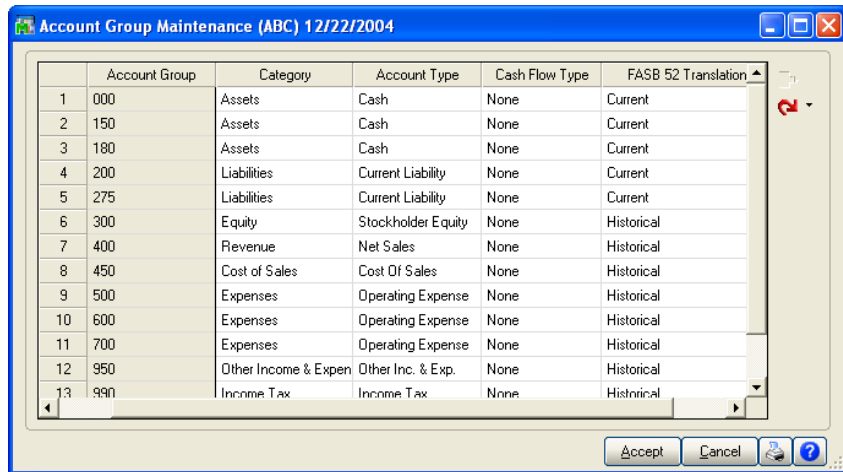 Account Group Maintenance (ABC) 12/22/2004
Account Group Category Account Type Cash Flow Type FASB 52 Translation
1 000 Assets Cash None Current
2 150 Assets Cash None Current
3 180 Assets Cash None Current
4 200 Liabilities Current Liability None Current
5 275 Liabilities Current Liability None Current
6 300 Equity Stockholder Equity None Historical
7 400 Revenue Net Sales None Historical
8 450 Cost of Sales Cost Of Sales None Historical
9 500 Expenses Operating Expense None Historical
10 600 Expenses Operating Expense None Historical
11 700 Expenses Operating Expense None Historical
12 950 Other Income & Expen Other Inc. & Exp. None Historical
13 990 Income Tax Income Tax None Historical
Accept Cancel ?